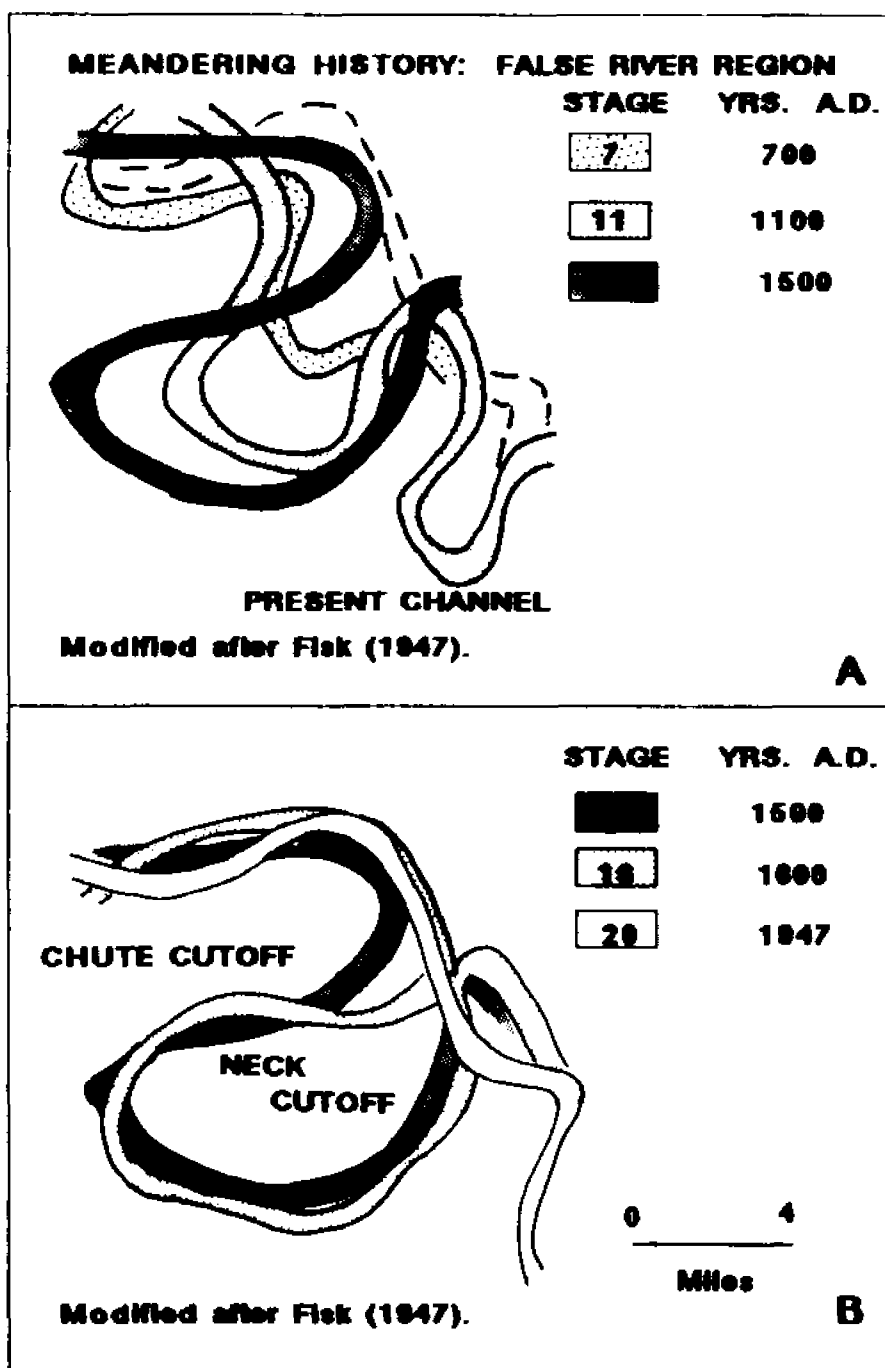 MEANDERING HISTORY: FALSE RIVER REGION
STAGE YRS. A.D.
7 700
11 1100
1500
PRESENT CHANNEL
Modified after Fisk (1947).
A
STAGE YRS. A.D.
1500
1600
20 1947
CHUTE CUTOFF
NECK
CUTOFF
0 4
Miles
Modified after Fisk (1947).
B